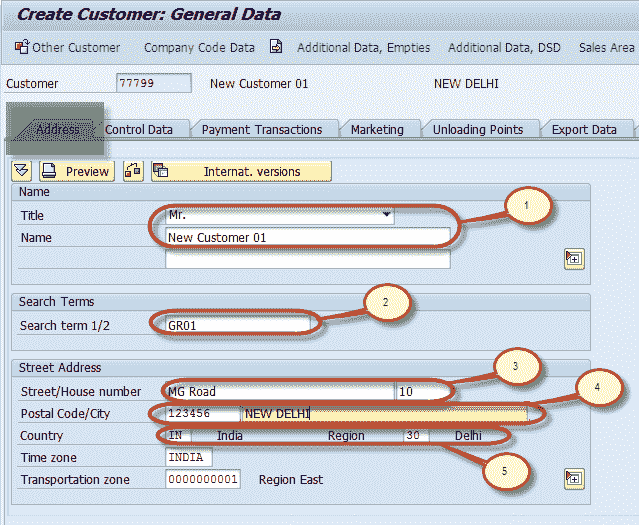 Create Customer: General Data
Other Customer Company Code Data Additional Data, Empties Additional Data, DSD Sales Area
Customer 77799 New Customer 01 NEW DELHI
Address Control Data Payment Transactions Marketing Unloading Points Export Data
Preview Internat. versions
Name
Title Mr.
1
Name New Customer 01
Search Terms
2
Search term 1/2 GR01
Street Address
3
Street/House number MG Road 10
4
Postal Code/City 123456 NEW DELHI
Country IN India Region 30 Delhi
Time zone INDIA
5
Transportation zone 0000000001 Region East